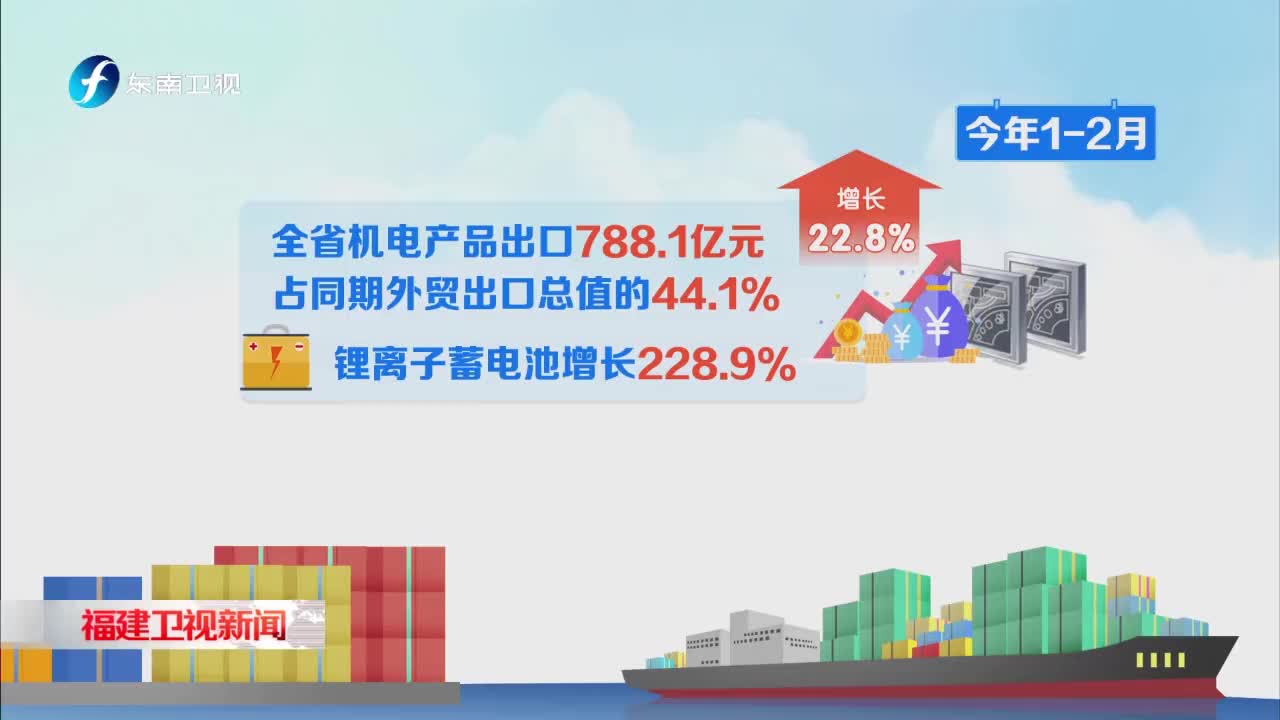 东南卫视
今年1-2月
增长
22.8%
全省机电产品出口788.1亿元
占同期外贸出口总值的44.1%
锂离子蓄电池增长228.9%
福建卫视新闻